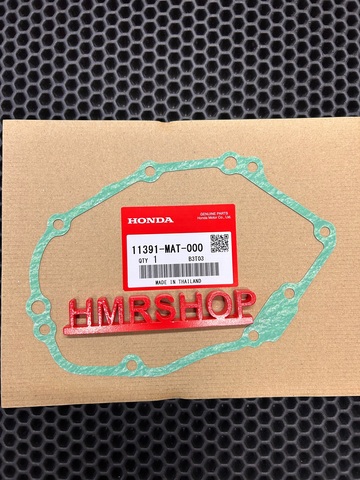 HONDA
GENUINE PARTS
Honda Motor Co., Ltd.
11391-MAT-000
QTY 1 B3T03
MADE IN THAILAND
HMRSHOP